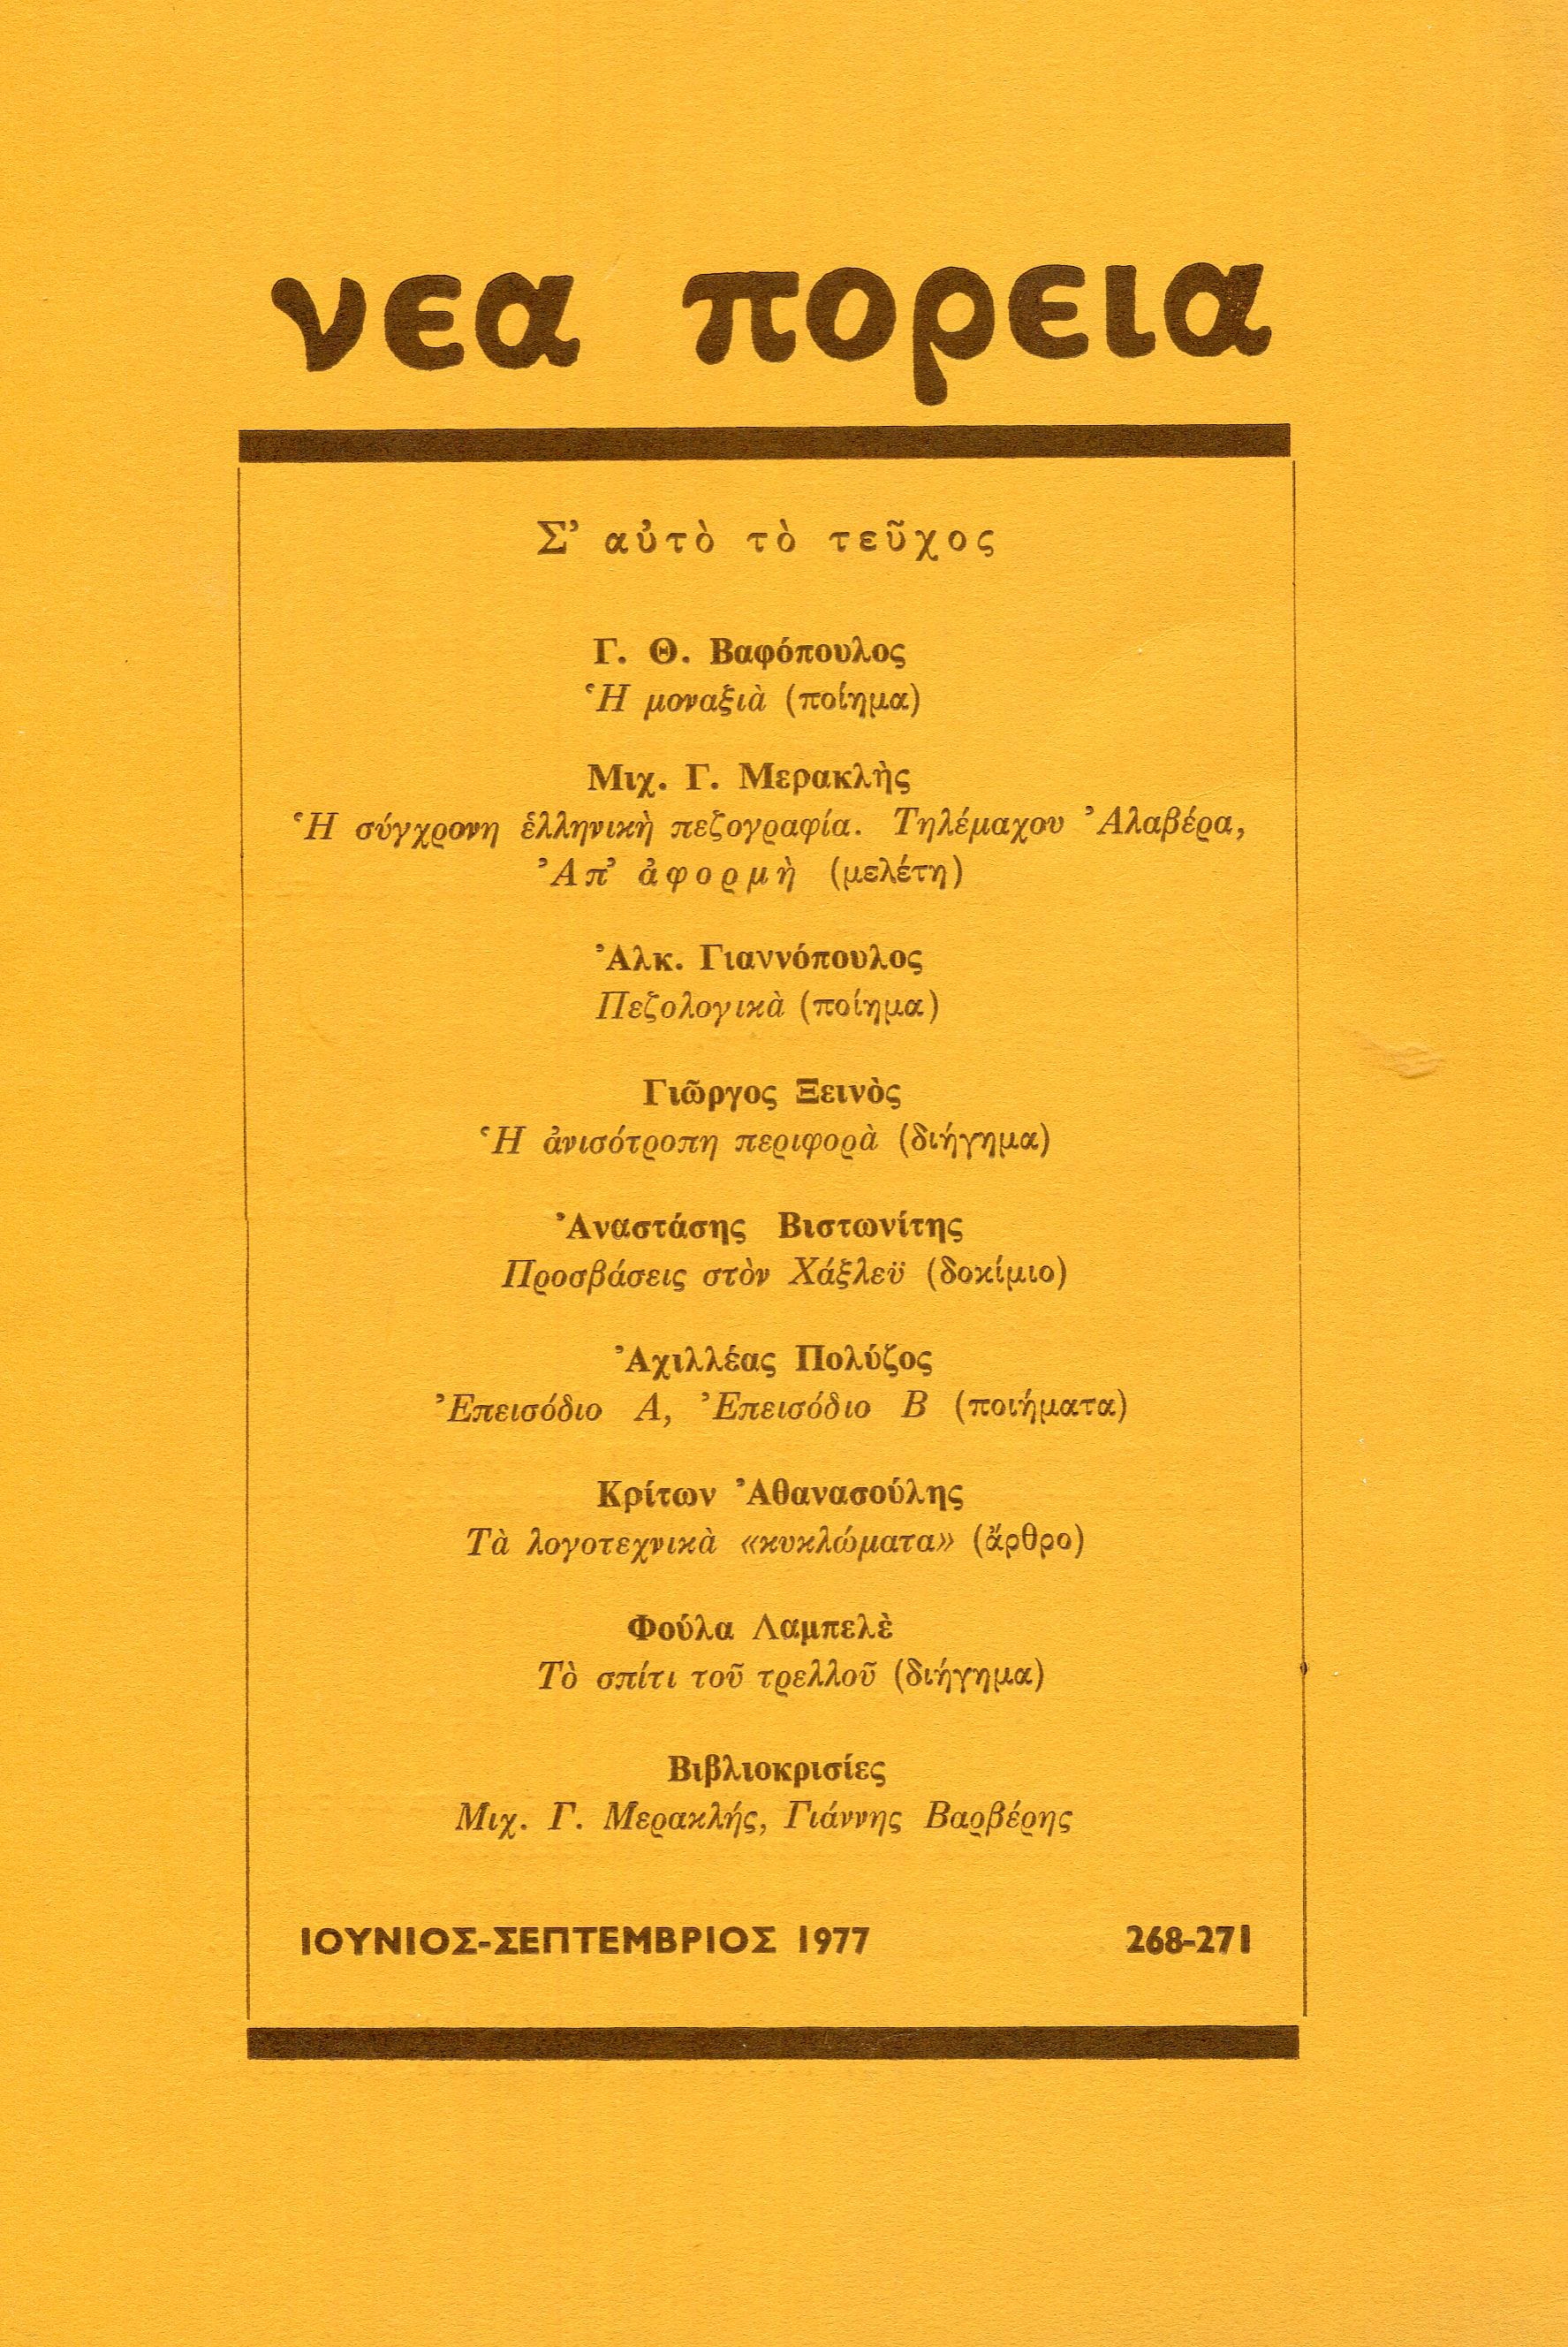 νεα πορεια
Σ' αὐτὸ τὸ τεῦχος
Γ. Θ. Βαφόπουλος
Ἡ μοναξιὰ (ποίημα)
Μιχ. Γ. Μερακλὴς
Ἡ σύγχρονη ἑλληνικὴ πεζογραφία. Τηλέμαχου Ἀλαβέρα,
Ἀπ' ἀφορμὴ (μελέτη)
Ἀλκ. Γιαννόπουλος
Πεζολογικὰ (ποίημα)
Γιῶργος Ξεινὸς
Ἡ ἀνισότροπη περιφορὰ (διήγημα)
Ἀναστάσης Βιστωνίτης
Προσβάσεις στὸν Χάξλεϋ (δοκίμιο)
Ἀχιλλέας Πολύζος
Ἐπεισόδιο Α, Ἐπεισόδιο Β (ποιήματα)
Κρίτων Ἀθανασούλης
Τὰ λογοτεχνικὰ «κυκλώματα» (ἄρθρο)
Φούλα Λαμπελὲ
Τὸ σπίτι τοῦ τρελλοῦ (διήγημα)
Βιβλιοκρισίες
Μιχ. Γ. Μερακλής, Γιάννης Βαρβέρης
ΙΟΥΝΙΟΣ-ΣΕΠΤΕΜΒΡΙΟΣ 1977 268-271